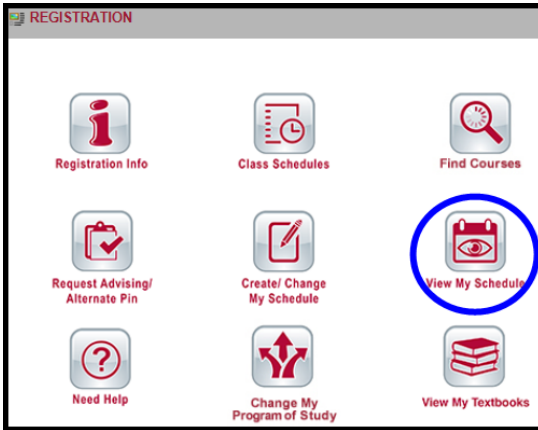 REGISTRATION
Registration Info
Class Schedules
Find Courses
Request Advising/
Alternate Pin
Create/ Change
My Schedule
View My Schedule
Need Help
Change My
Program of Study
View My Textbooks